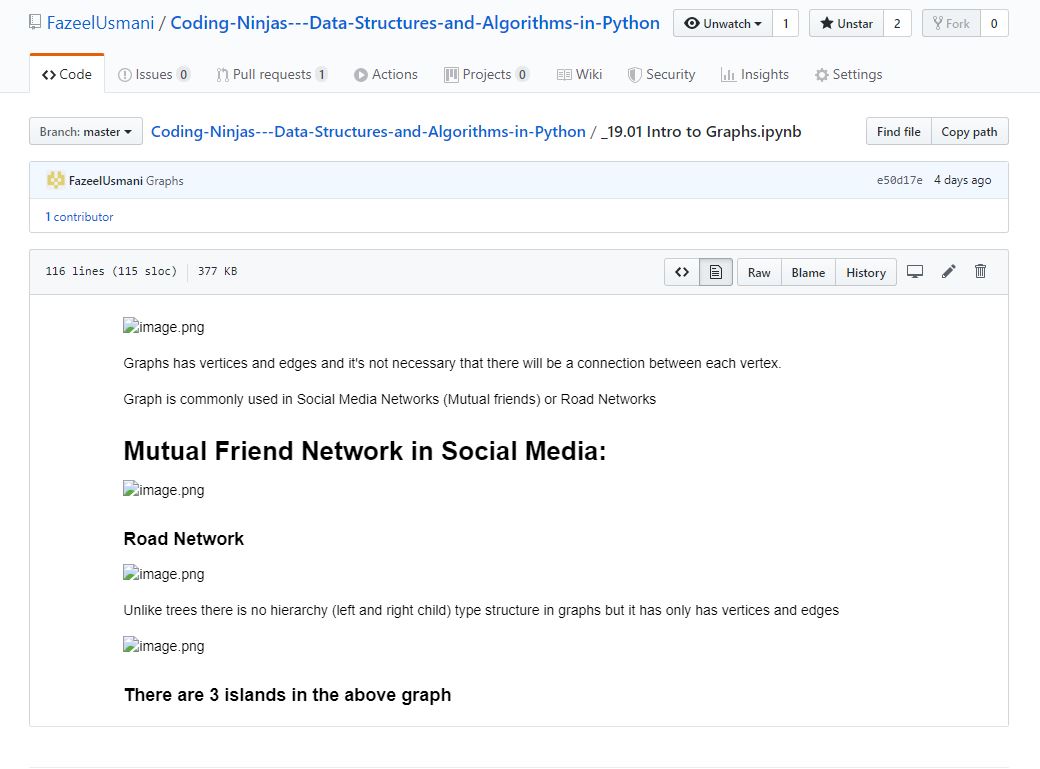 FazeelUsmani / Coding-Ninjas---Data-Structures-and-Algorithms-in-Python Unwatch 1 Unstar 2 Fork 0
Code Issues 0 Pull requests 1 Actions Projects 0 Wiki Security Insights Settings
Branch: master Coding-Ninjas---Data-Structures-and-Algorithms-in-Python / _19.01 Intro to Graphs.ipynb Find file Copy path
FazeelUsmani Graphs e50d17e 4 days ago
1 contributor
116 lines (115 sloc) 377 KB <> Raw Blame History
image.png
Graphs has vertices and edges and it's not necessary that there will be a connection between each vertex.
Graph is commonly used in Social Media Networks (Mutual friends) or Road Networks
Mutual Friend Network in Social Media:
image.png
Road Network
image.png
Unlike trees there is no hierarchy (left and right child) type structure in graphs but it has only has vertices and edges
image.png
There are 3 islands in the above graph